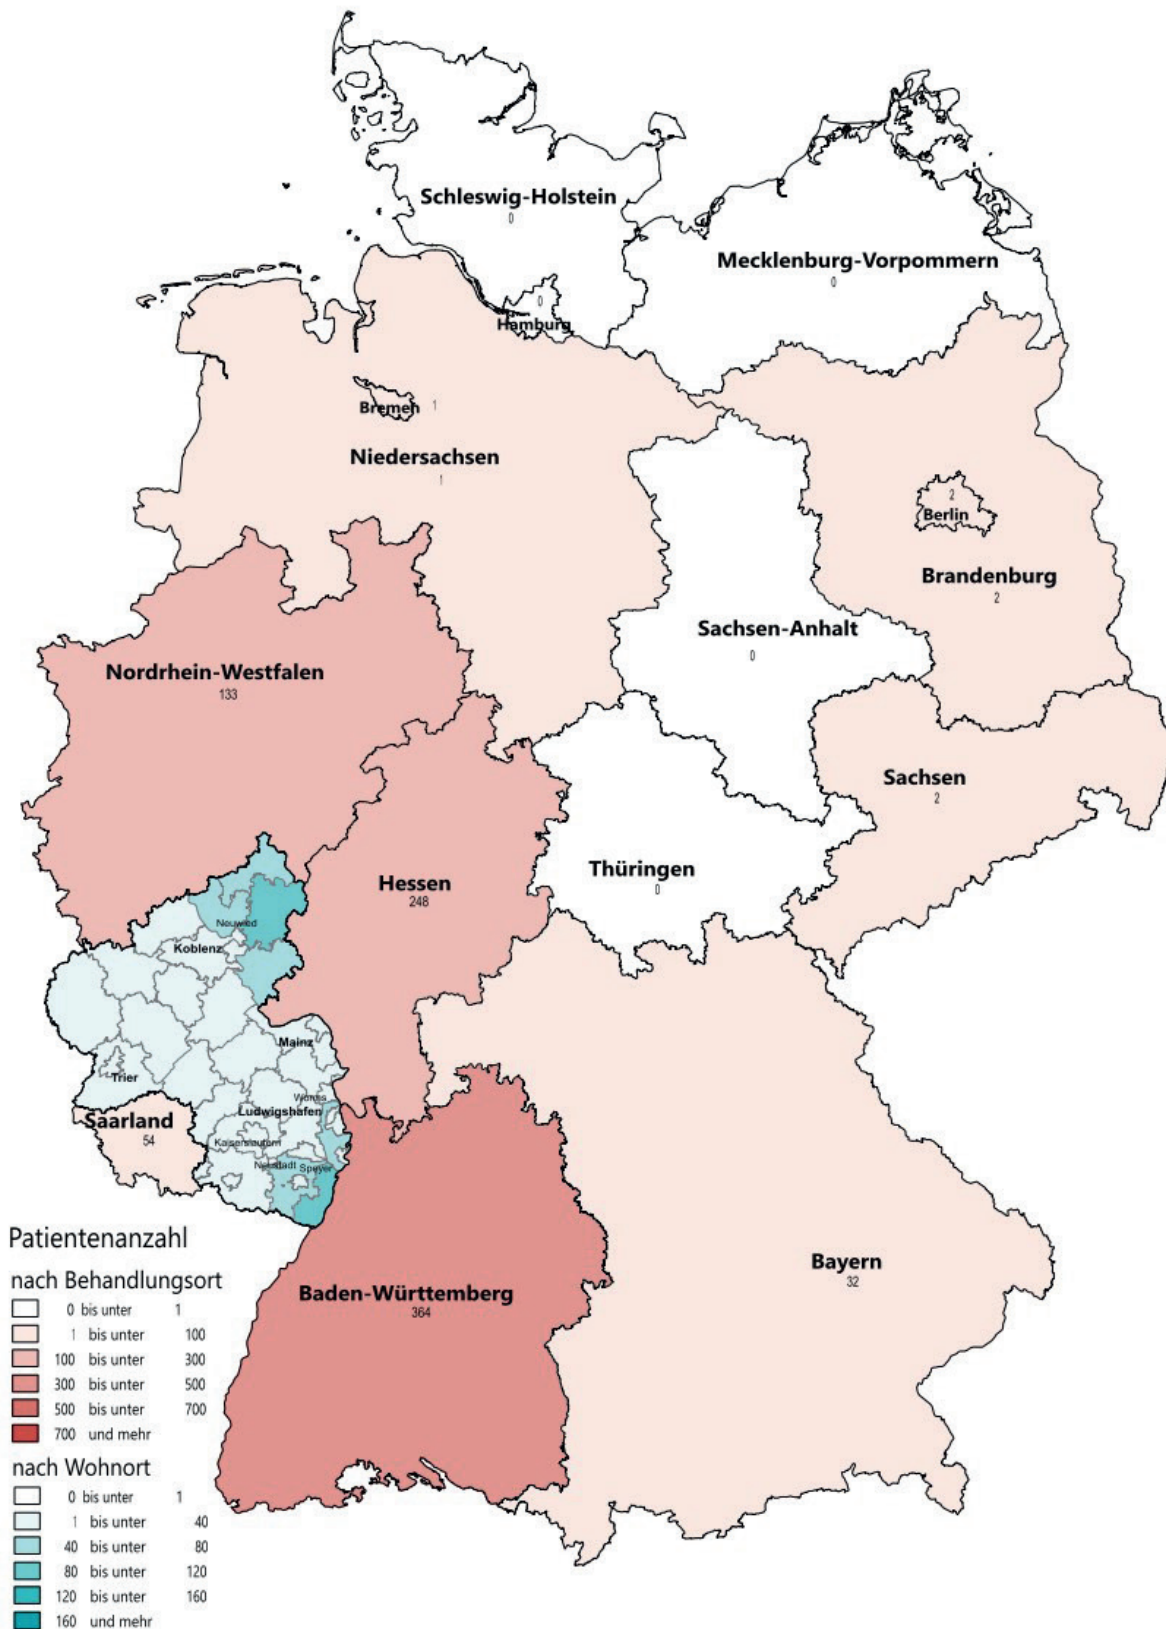 Schleswig-Holstein
0
Mecklenburg-Vorpommern
0
0
Hamburg
Bremen
1
Niedersachsen
1
2
Berlin
Brandenburg
2
Sachsen-Anhalt
0
Nordrhein-Westfalen
133
Sachsen
2
Thüringen
0
Hessen
248
Neuwied
Koblenz
Mainz
Trier
Worms
Ludwigshafen
Saarland
54
Kaiserslautern
Neustadt
Speyer
Bayern
32
Baden-Württemberg
364
Patientenanzahl
nach Behandlungsort
0 bis unter 1
1 bis unter 100
100 bis unter 300
300 bis unter 500
500 bis unter 700
700 und mehr
nach Wohnort
0 bis unter 1
1 bis unter 40
40 bis unter 80
80 bis unter 120
120 bis unter 160
160 und mehr